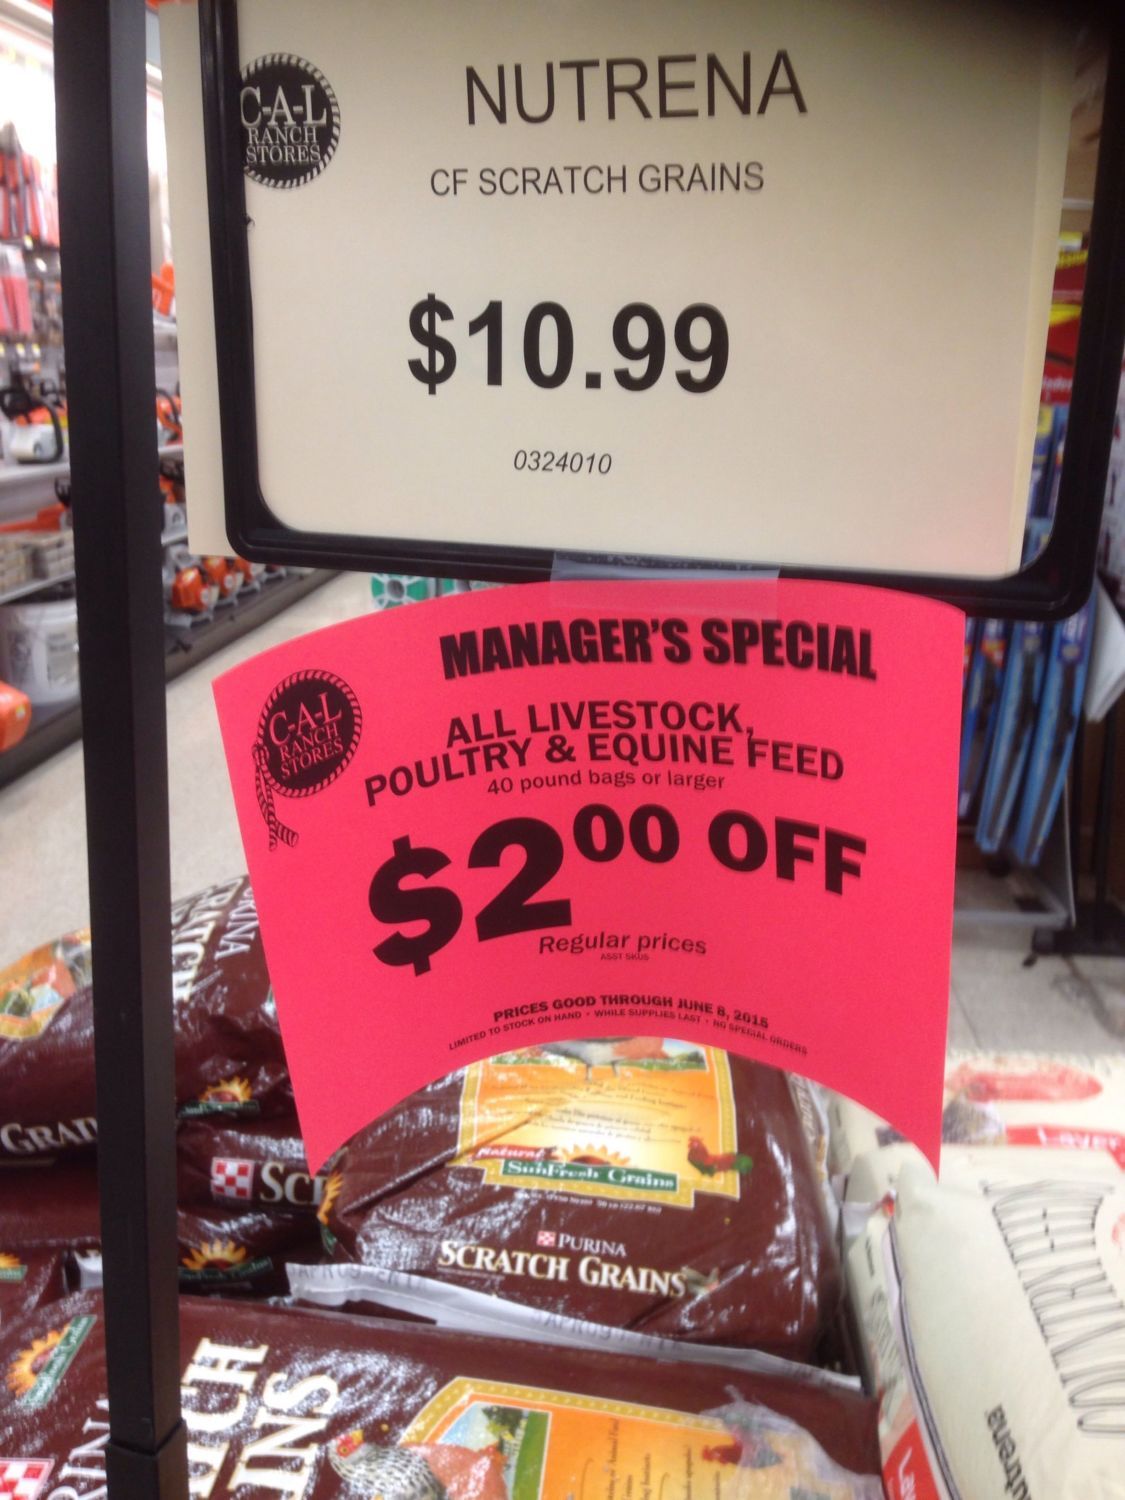 C-A-L
RANCH
STORES
NUTRENA
CF SCRATCH GRAINS
$10.99
0324010
MANAGER'S SPECIAL
C-A-L
RANCH
STORES
ALL LIVESTOCK,
POULTRY & EQUINE FEED
40 pound bags or larger
$2.00 OFF
Regular prices
ASST SKUS
PRICES GOOD THROUGH JUNE 8, 2015
LIMITED TO STOCK ON HAND • WHILE SUPPLIES LAST • NO SPECIAL ORDERS
Natural
SunFresh Grains
PURINA
SCRATCH GRAINS